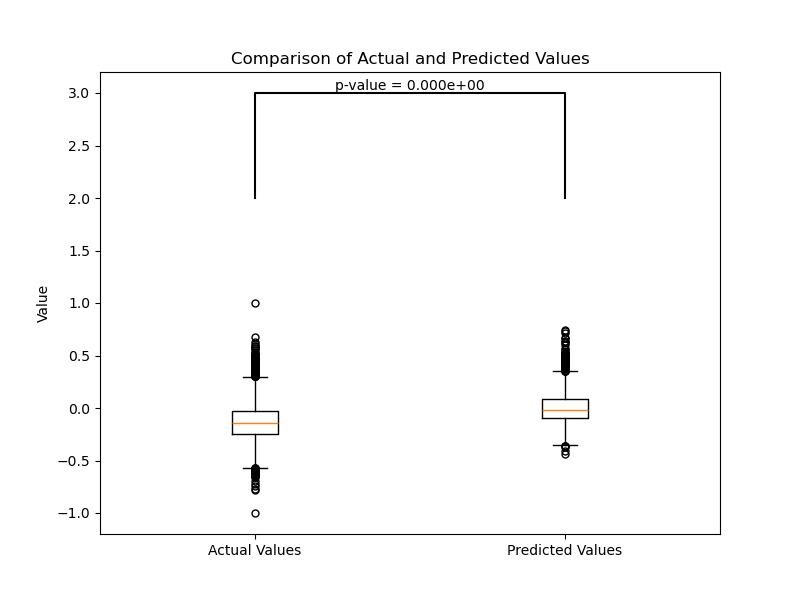 Comparison of Actual and Predicted Values
p-value = 0.000e+00
3.0
2.5
2.0
1.5
1.0
0.5
0.0
−0.5
−1.0
Value
Actual Values
Predicted Values